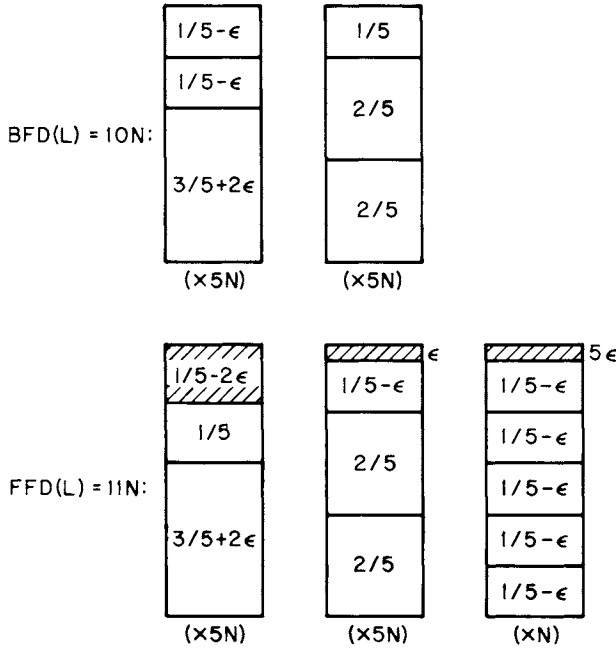 1/5-ϵ
1/5-ϵ
3/5+2ϵ
(×5N)
1/5
2/5
2/5
(×5N)
BFD(L) = 10N:
1/5-2ϵ
1/5
3/5+2ϵ
(×5N)
ϵ
1/5-ϵ
2/5
2/5
(×5N)
5ϵ
1/5-ϵ
1/5-ϵ
1/5-ϵ
1/5-ϵ
1/5-ϵ
(×N)
FFD(L) = 11N: